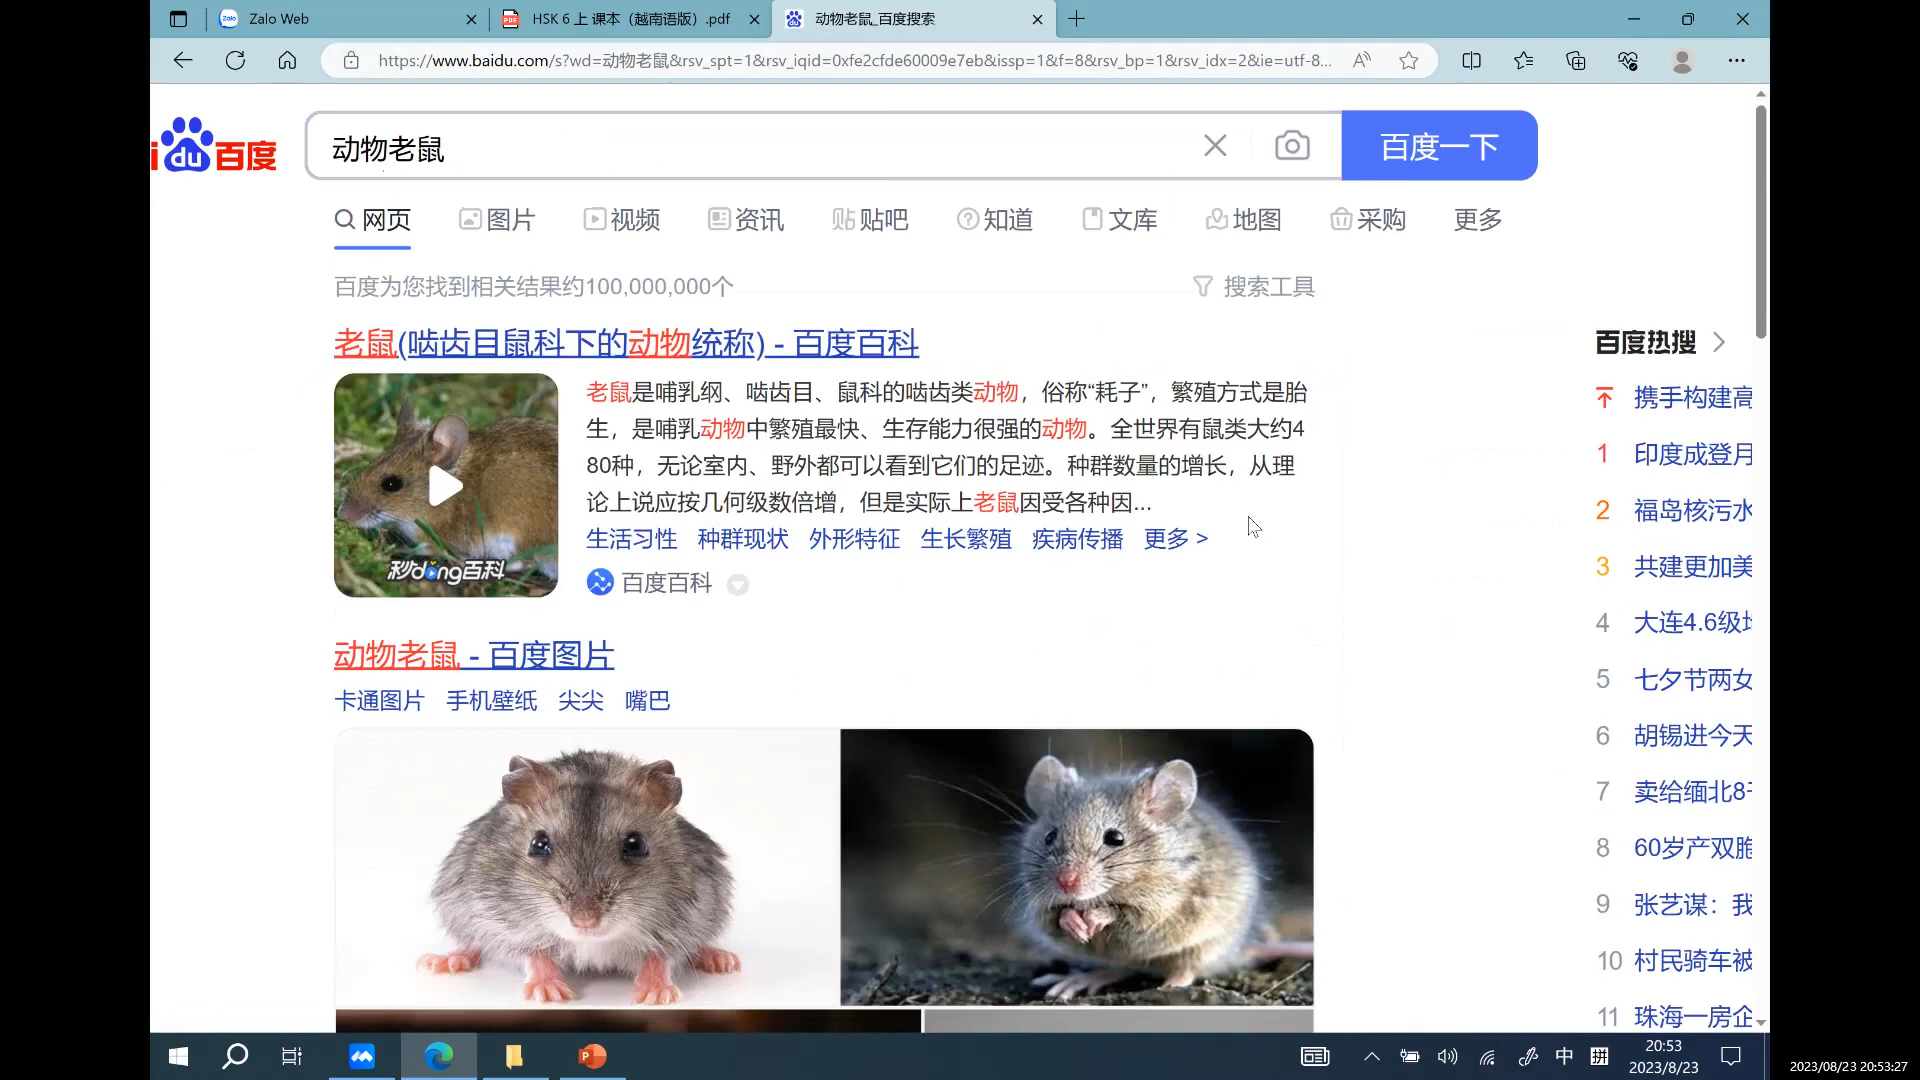 Zalo Web
HSK 6 上 课本（越南语版）.pdf
动物老鼠_百度搜索
https://www.baidu.com/s?wd=动物老鼠&rsv_spt=1&rsv_iqid=0xfe2cfde60009e7eb&issp=1&f=8&rsv_bp=1&rsv_idx=2&ie=utf-8...
du百度
动物老鼠
百度一下
网页 图片 视频 资讯 贴吧 知道 文库 地图 采购 更多
百度为您找到相关结果约100,000,000个
搜索工具
老鼠(啮齿目鼠科下的动物统称) - 百度百科
老鼠是哺乳纲、啮齿目、鼠科的啮齿类动物，俗称“耗子”，繁殖方式是胎
生，是哺乳动物中繁殖最快、生存能力很强的动物。全世界有鼠类大约4
80种，无论室内、野外都可以看到它们的足迹。种群数量的增长，从理
论上说应按几何级数倍增，但是实际上老鼠因受各种因...
生活习性 种群现状 外形特征 生长繁殖 疾病传播 更多 >
秒dong百科
百度百科
动物老鼠 - 百度图片
卡通图片 手机壁纸 尖尖 嘴巴
百度热搜
携手构建高
1 印度成登月
2 福岛核污水
3 共建更加美
4 大连4.6级
5 七夕节两女
6 胡锡进今天
7 卖给缅北8
8 60岁产双胞
9 张艺谋：我
10 村民骑车被
11 珠海一房企
中
拼
20:53
2023/8/23
2023/08/23 20:53:27